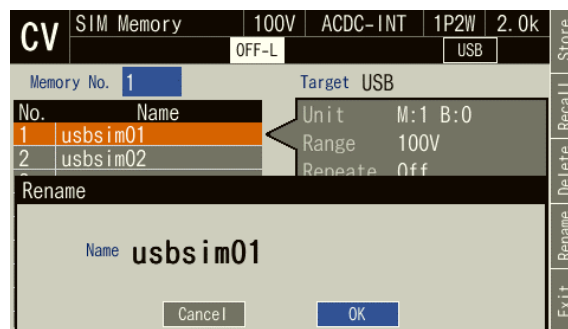 CV SIM Memory 100V ACDC-INT 1P2W 2.0k
OFF-L USB
Memory No. 1 Target USB
No. Name
1 usbsim01
2 usbsim02
Unit M:1 B:0
Range 100V
Repeate Off
Rename
Name usbsim01
Cancel OK
Store
Recall
Delete
Rename
Exit